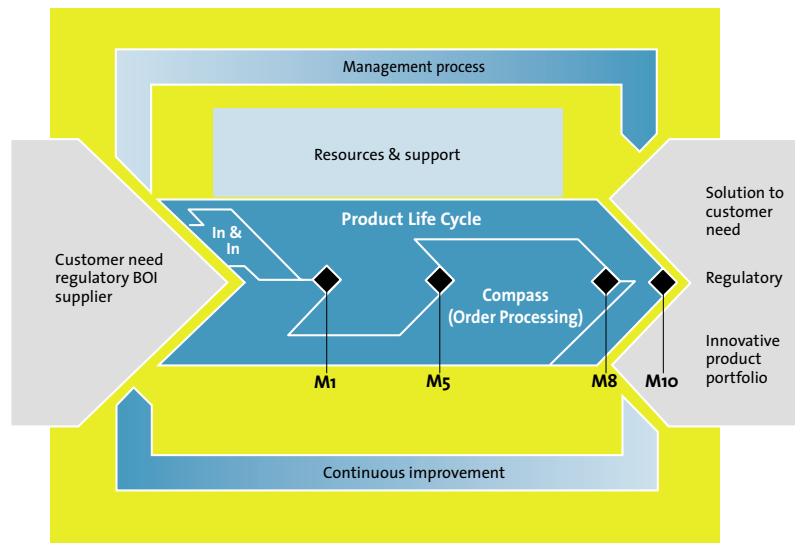 Management process
Resources & support
Product Life Cycle
In &
In
Customer need
regulatory BOI
supplier
Compass
(Order Processing)
Solution to
customer
need
Regulatory
Innovative
product
portfolio
M1
M5
M8
M10
Continuous improvement